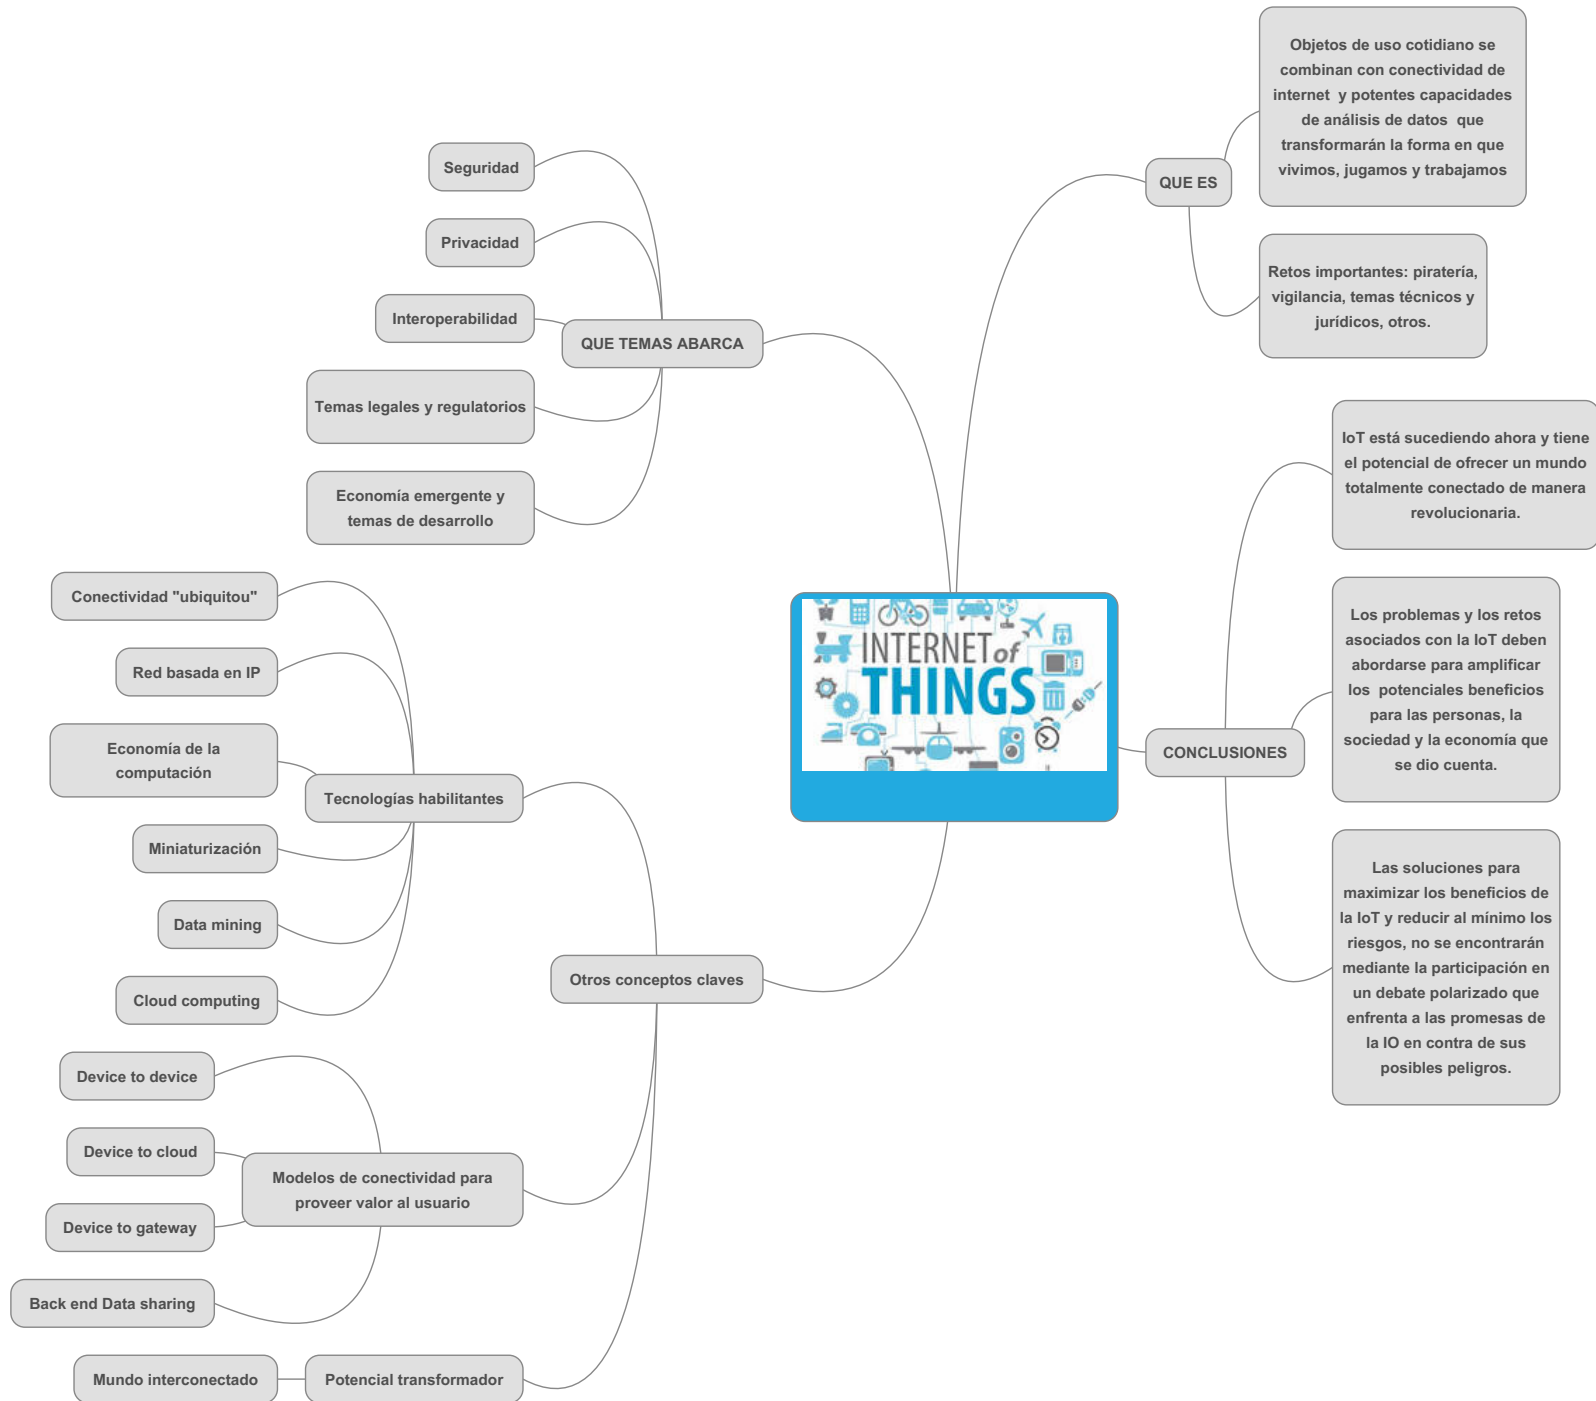 Objetos de uso cotidiano se
combinan con conectividad de
internet y potentes capacidades
de análisis de datos que
transformarán la forma en que
vivimos, jugamos y trabajamos
QUE ES
Retos importantes: piratería,
vigilancia, temas técnicos y
jurídicos, otros.
Seguridad
Privacidad
Interoperabilidad
QUE TEMAS ABARCA
Temas legales y regulatorios
Economía emergente y
temas de desarrollo
IoT está sucediendo ahora y tiene
el potencial de ofrecer un mundo
totalmente conectado de manera
revolucionaria.
INTERNET of
THINGS
CONCLUSIONES
Los problemas y los retos
asociados con la IoT deben
abordarse para amplificar
los potenciales beneficios
para las personas, la
sociedad y la economía que
se dio cuenta.
Las soluciones para
maximizar los beneficios de
la IoT y reducir al mínimo los
riesgos, no se encontrarán
mediante la participación en
un debate polarizado que
enfrenta a las promesas de
la IO en contra de sus
posibles peligros.
Conectividad "ubiquitou"
Red basada en IP
Economía de la
computación
Tecnologías habilitantes
Miniaturización
Data mining
Cloud computing
Otros conceptos claves
Device to device
Device to cloud
Modelos de conectividad para
proveer valor al usuario
Device to gateway
Back end Data sharing
Mundo interconectado
Potencial transformador